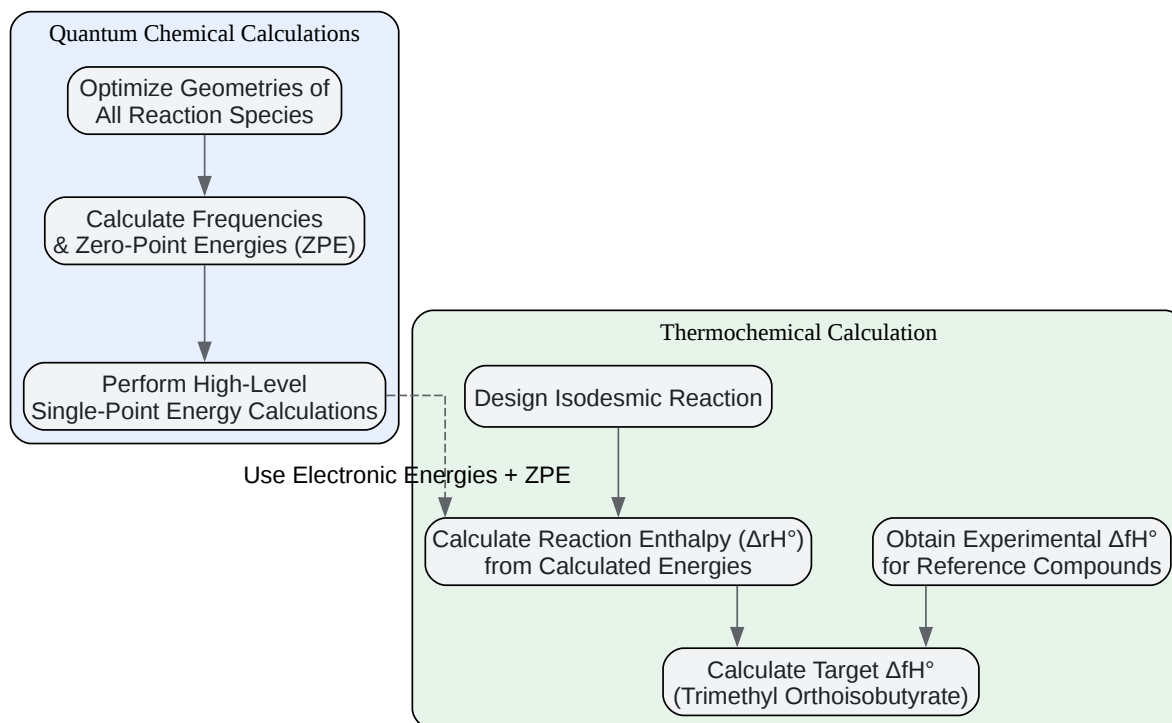 Quantum Chemical Calculations
Optimize Geometries of
All Reaction Species
Calculate Frequencies
& Zero-Point Energies (ZPE)
Perform High-Level
Single-Point Energy Calculations
Use Electronic Energies + ZPE
Thermochemical Calculation
Design Isodesmic Reaction
Calculate Reaction Enthalpy (ΔrH°)
from Calculated Energies
Obtain Experimental ΔfH°
for Reference Compounds
Calculate Target ΔfH°
(Trimethyl Orthoisobutyrate)